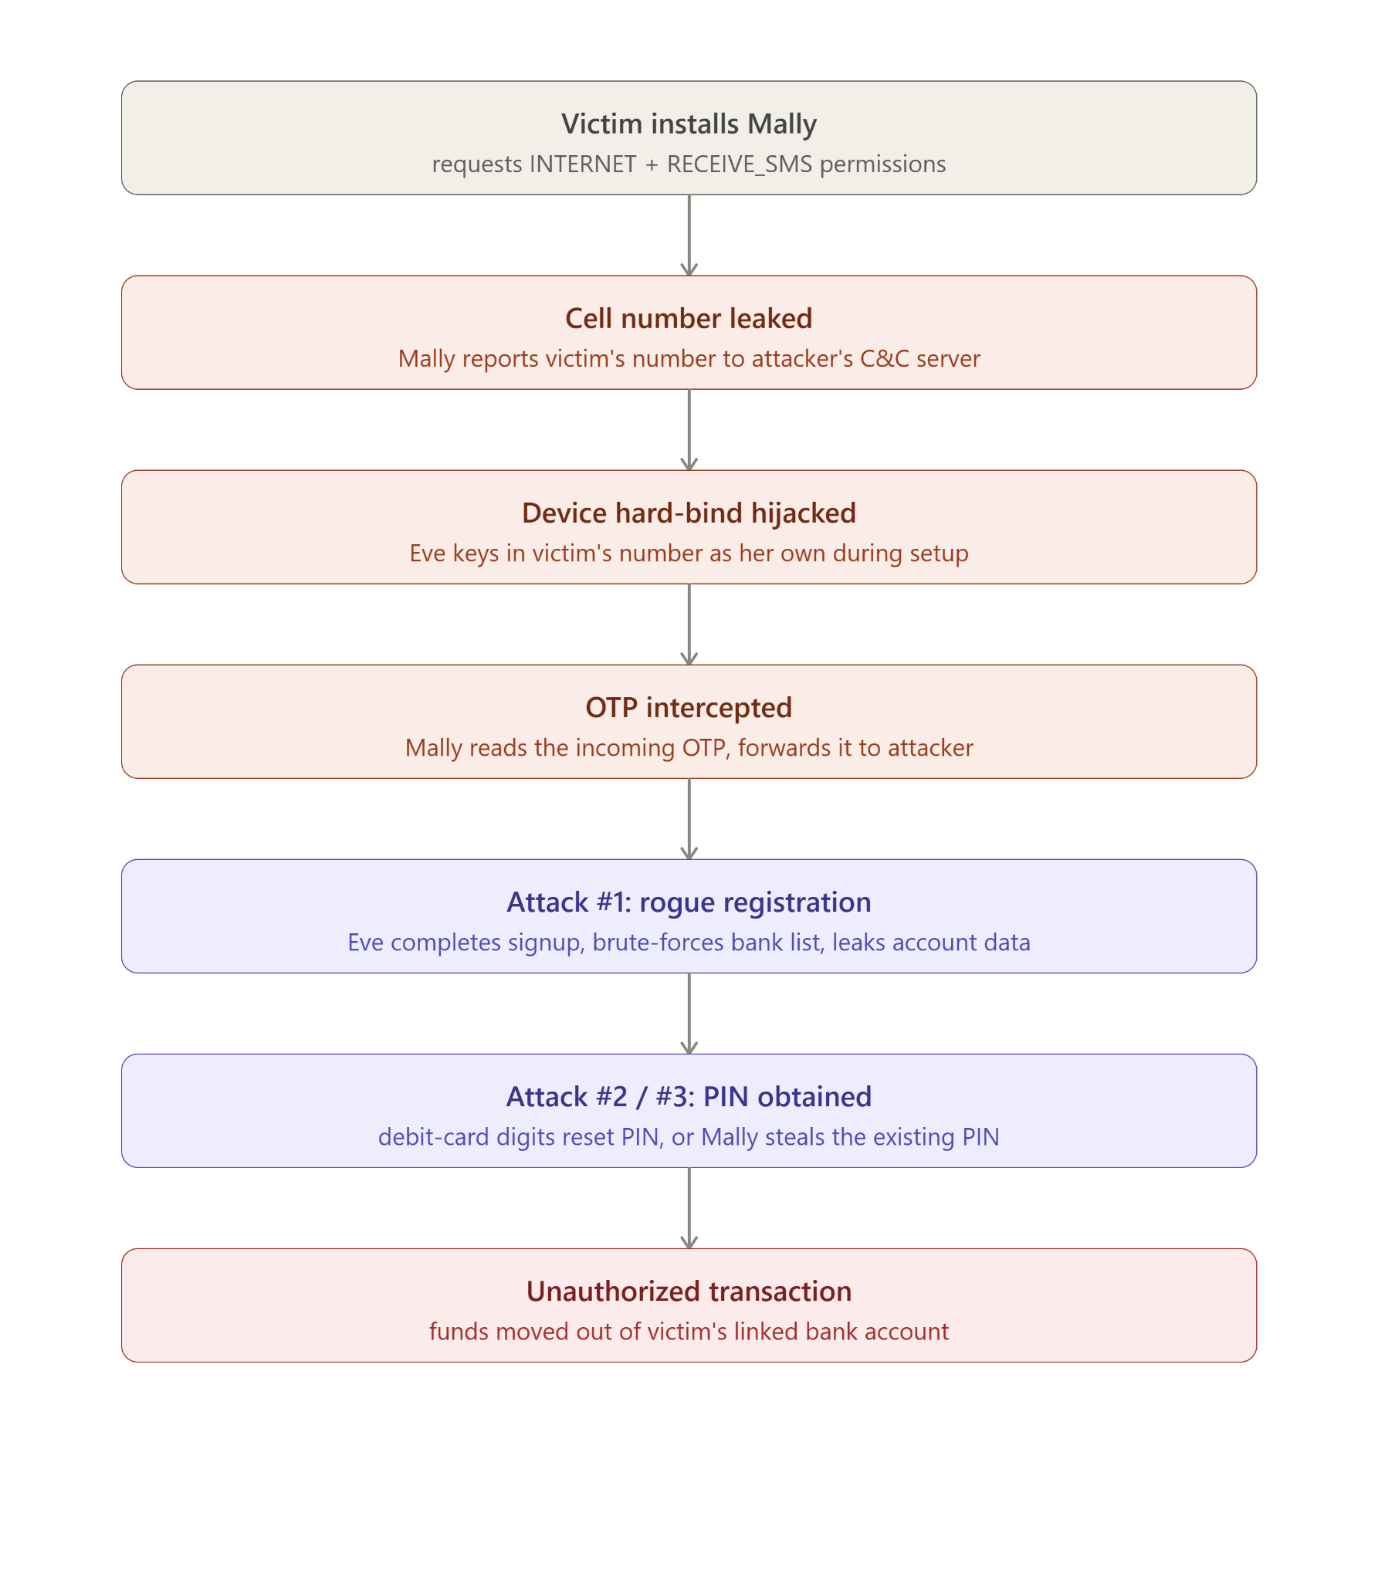 Victim installs Mally
requests INTERNET + RECEIVE_SMS permissions
Cell number leaked
Mally reports victim's number to attacker's C&C server
Device hard-bind hijacked
Eve keys in victim's number as her own during setup
OTP intercepted
Mally reads the incoming OTP, forwards it to attacker
Attack #1: rogue registration
Eve completes signup, brute-forces bank list, leaks account data
Attack #2 / #3: PIN obtained
debit-card digits reset PIN, or Mally steals the existing PIN
Unauthorized transaction
funds moved out of victim's linked bank account